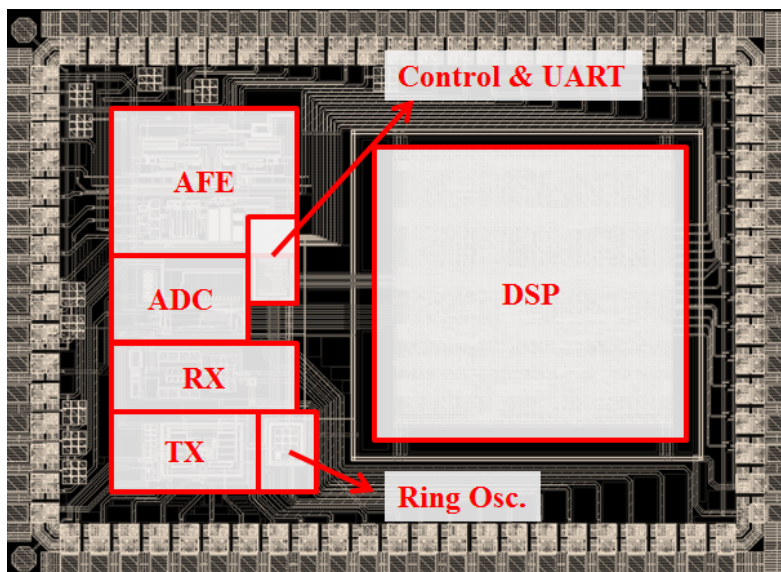 Control & UART
AFE
ADC
DSP
RX
TX
Ring Osc.